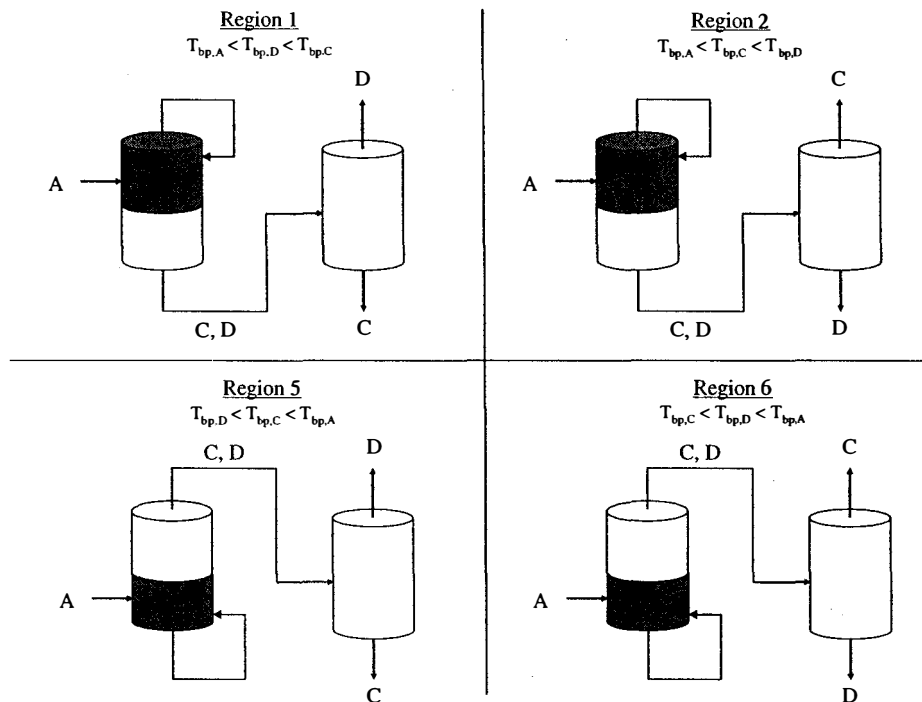 Region 1
T_bp,A < T_bp,D < T_bp,C
D
A
C, D
C
Region 2
T_bp,A < T_bp,C < T_bp,D
C
A
C, D
D
Region 5
T_bp,D < T_bp,C < T_bp,A
C, D
D
A
C
Region 6
T_bp,C < T_bp,D < T_bp,A
C, D
C
A
D